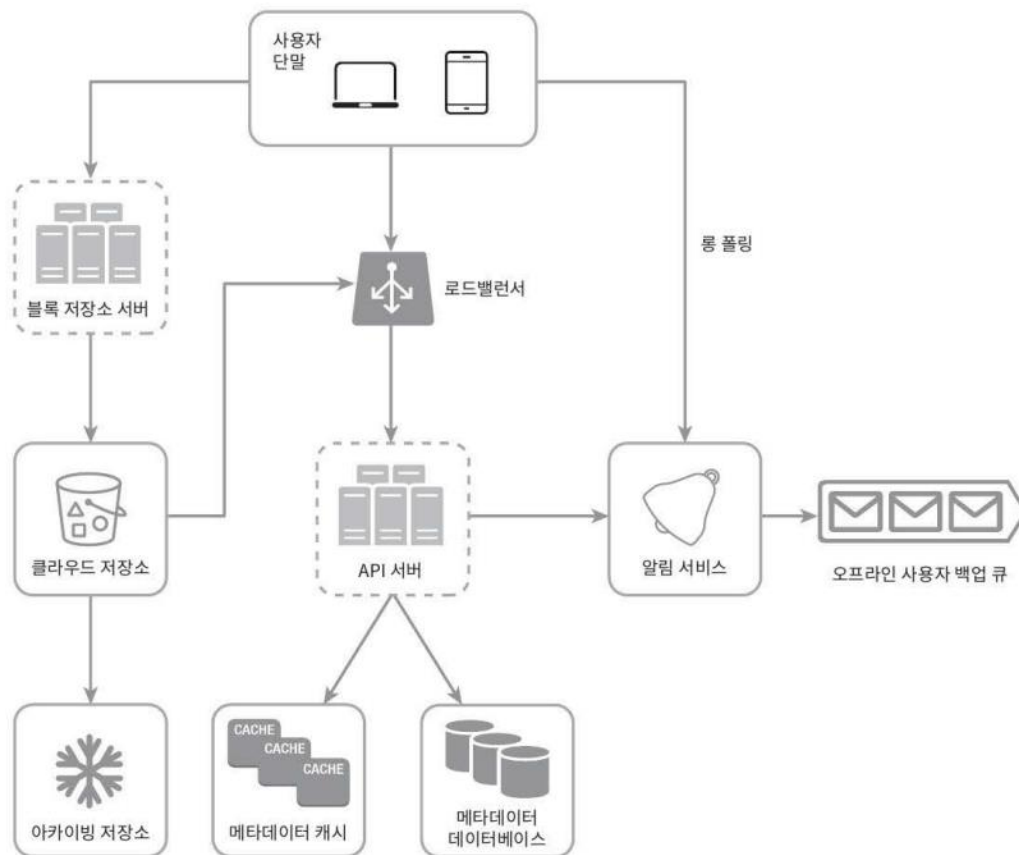 사용자
단말
롱 폴링
블록 저장소 서버
로드밸런서
클라우드 저장소
API 서버
알림 서비스
오프라인 사용자 백업 큐
아카이빙 저장소
CACHE
CACHE
CACHE
메타데이터 캐시
메타데이터
데이터베이스